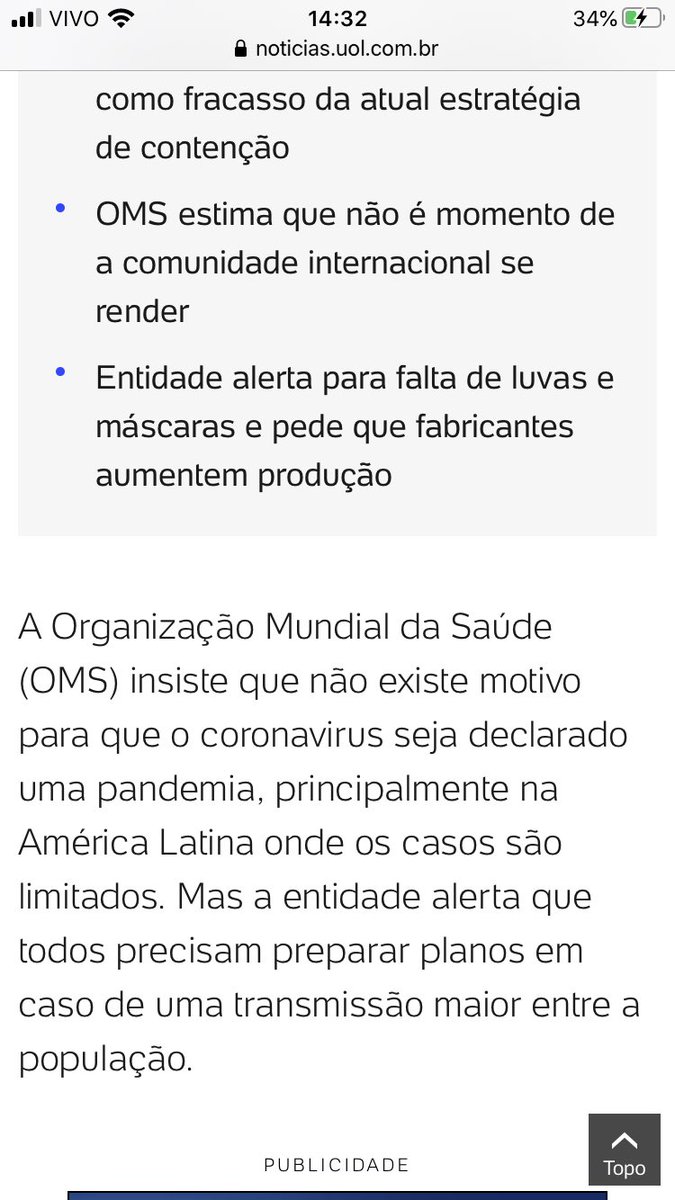 VIVO 14:32 34%
noticias.uol.com.br
como fracasso da atual estratégia
de contenção
• OMS estima que não é momento de
a comunidade internacional se
render
• Entidade alerta para falta de luvas e
máscaras e pede que fabricantes
aumentem produção
A Organização Mundial da Saúde
(OMS) insiste que não existe motivo
para que o coronavirus seja declarado
uma pandemia, principalmente na
América Latina onde os casos são
limitados. Mas a entidade alerta que
todos precisam preparar planos em
caso de uma transmissão maior entre a
população.
PUBLICIDADE
Topo